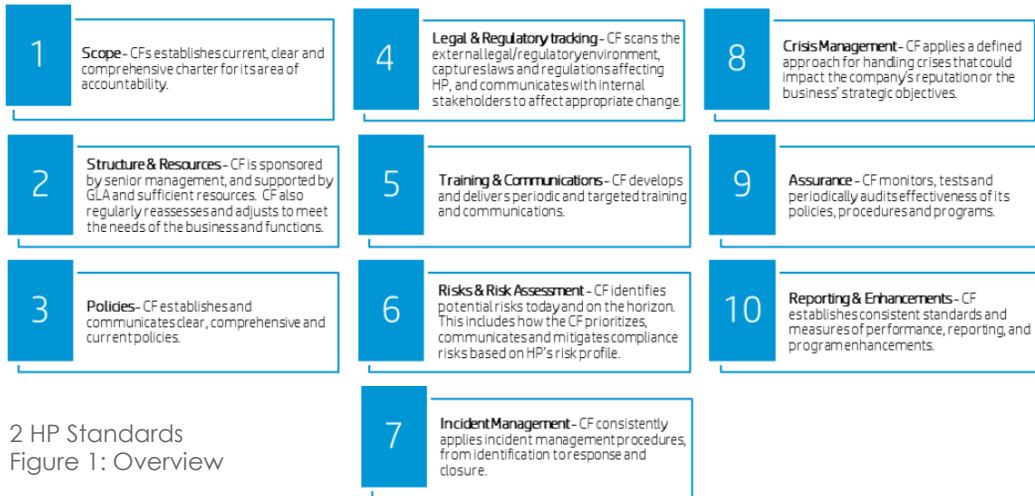 1
Scope - CFs establishes current, clear and
comprehensive charter for its area of
accountability.
2
Structure & Resources - CF is sponsored
by senior management, and supported by
GLA and sufficient resources. CF also
regularly reassesses and adjusts to meet
the needs of the business and functions.
3
Policies - CF establishes and
communicates clear, comprehensive and
current policies.
4
Legal & Regulatory tracking - CF scans the
external legal/regulatory environment,
captures laws and regulations affecting
HP, and communicates with internal
stakeholders to affect appropriate change.
5
Training & Communications - CF develops
and delivers periodic and targeted training
and communications.
6
Risks & Risk Assessment - CF identifies
potential risks today and on the horizon.
This includes how the CF prioritizes,
communicates and mitigates compliance
risks based on HP's risk profile.
7
Incident Management - CF consistently
applies incident management procedures,
from identification to response and
closure.
8
Crisis Management - CF applies a defined
approach for handling crises that could
impact the company's reputation or the
business' strategic objectives.
9
Assurance - CF monitors, tests and
periodically audits effectiveness of its
policies, procedures and programs.
10
Reporting & Enhancements - CF
establishes consistent standards and
measures of performance, reporting, and
program enhancements.
2 HP Standards
Figure 1: Overview